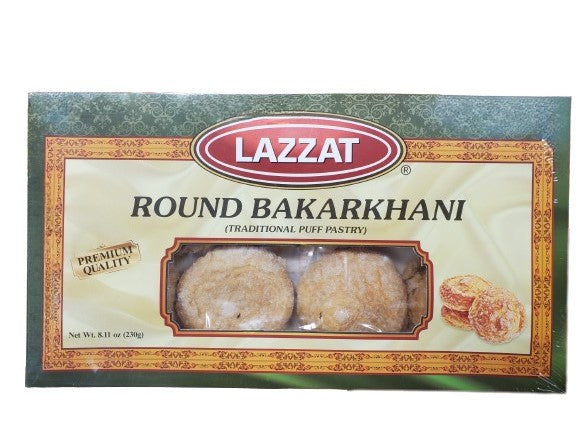 LAZZAT
®
ROUND BAKARKHANI
(TRADITIONAL PUFF PASTRY)
PREMIUM
QUALITY
Net Wt. 8.11 oz (230g)